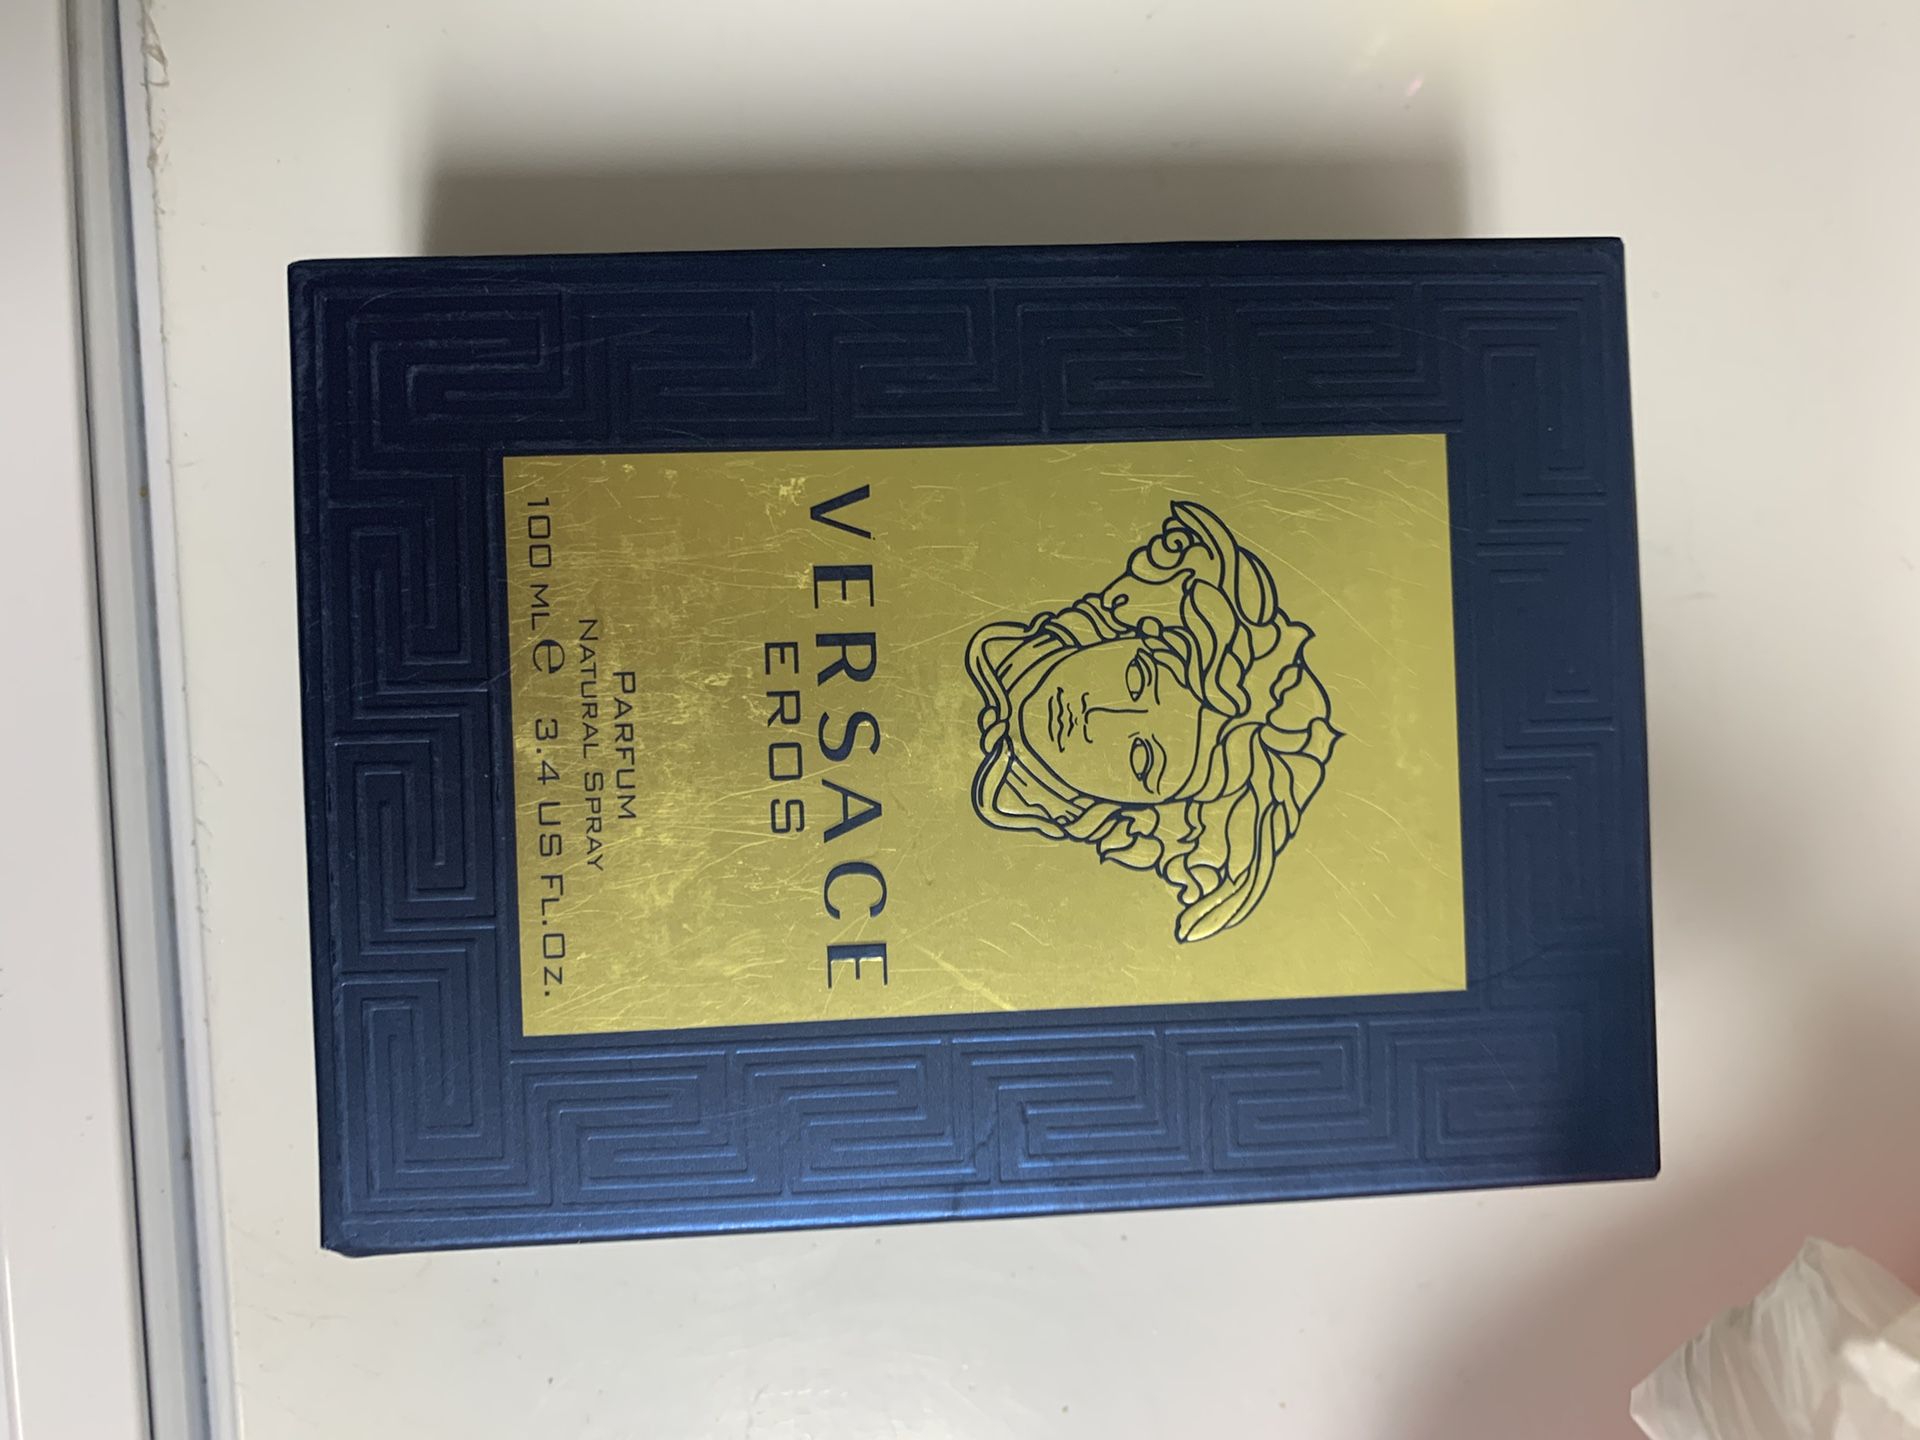 VERSACE
EROS
PARFUM
NATURAL SPRAY
100 ML e 3.4 US FL.OZ.